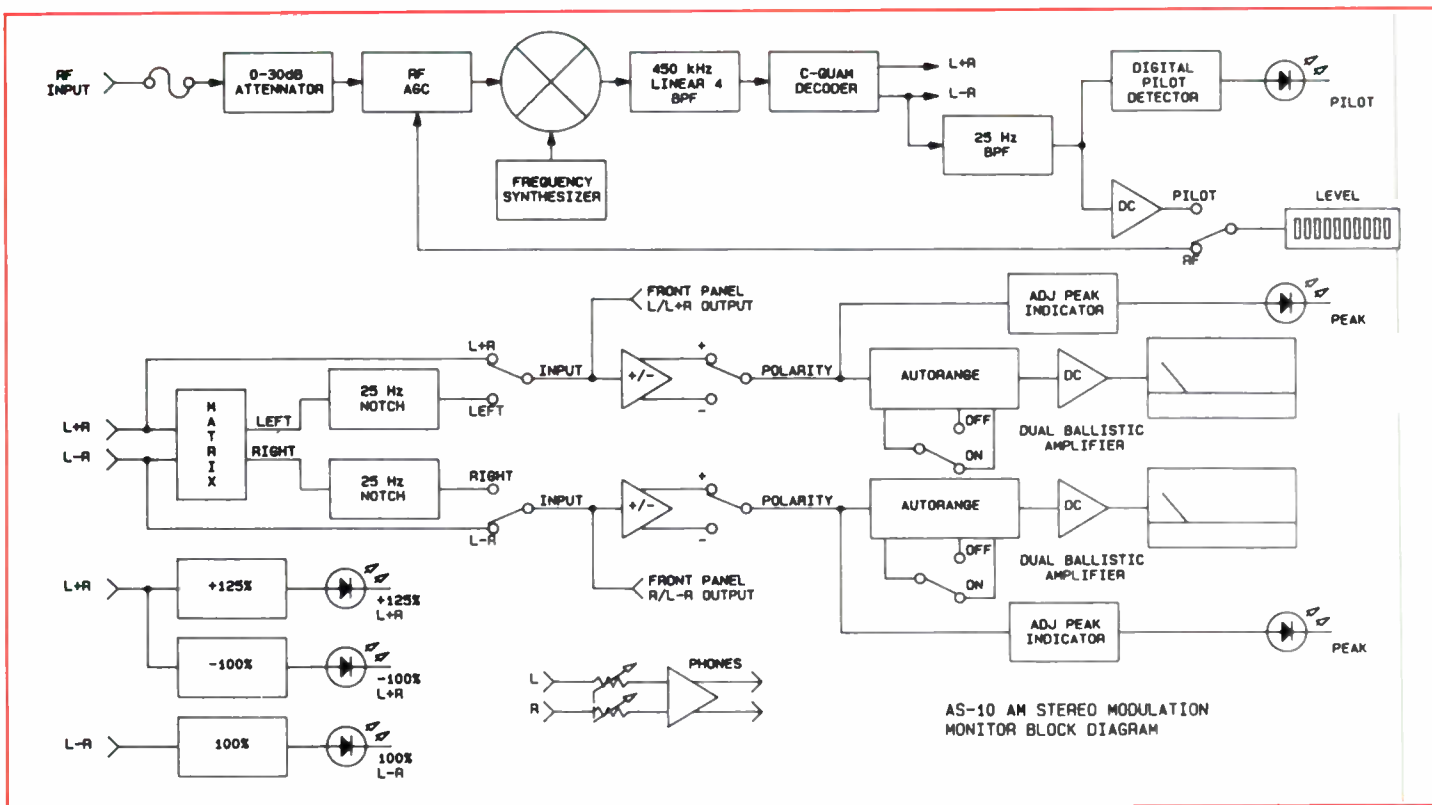 RF
INPUT
0-30dB
ATTENNATOR
RF
AGC
FREQUENCY
SYNTHESIZER
450 kHz
LINEAR 4
BPF
C-QUAM
DECODER
L+R
L-R
25 Hz
BPF
DIGITAL
PILOT
DETECTOR
PILOT
DC
PILOT
RF
LEVEL
L+R
L-R
MATRIX
LEFT
RIGHT
25 Hz
NOTCH
25 Hz
NOTCH
L+R
LEFT
INPUT
FRONT PANEL
L/L+R OUTPUT
+/-
+
-
POLARITY
ADJ PEAK
INDICATOR
PEAK
AUTORANGE
OFF
ON
DC
DUAL BALLISTIC
AMPLIFIER
RIGHT
L-R
INPUT
FRONT PANEL
R/L-R OUTPUT
+/-
+
-
POLARITY
AUTORANGE
OFF
ON
DC
DUAL BALLISTIC
AMPLIFIER
ADJ PEAK
INDICATOR
PEAK
L+R
+125%
+125%
L+R
-100%
-100%
L+R
L-R
100%
100%
L-R
L
R
PHONES
AS-10 AM STEREO MODULATION
MONITOR BLOCK DIAGRAM